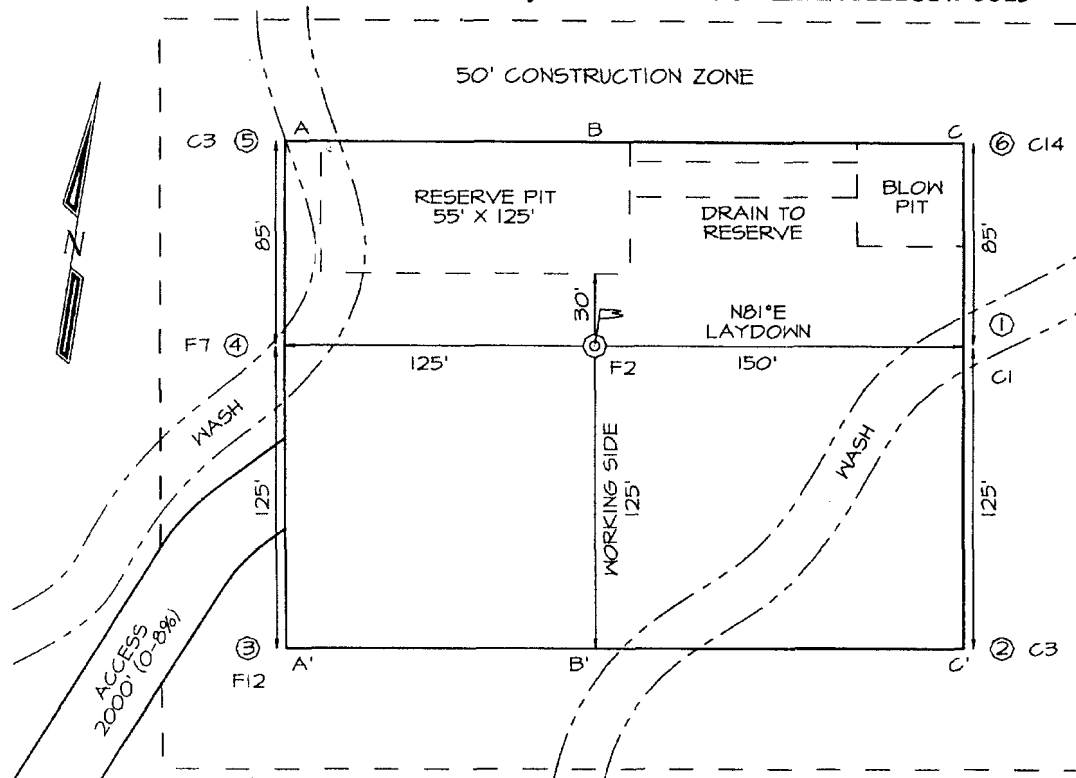 50' CONSTRUCTION ZONE
A
B
C
C3 ⑤
⑥ C14
RESERVE PIT
55' X 125'
DRAIN TO
RESERVE
BLOW
PIT
N
85'
85'
30'
N81°E
LAYDOWN
①
F7 ④
125'
F2
150'
C1
WASH
WASH
WORKING SIDE
125'
125'
125'
ACCESS
2000' (0-8%)
③
F12
A'
B'
C'
② C3